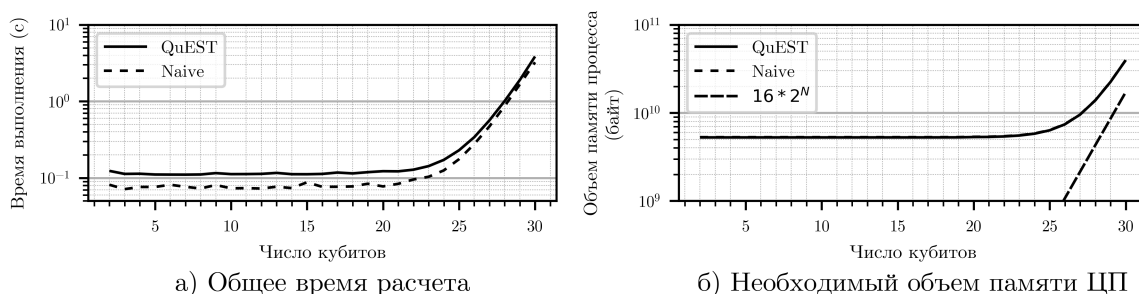 Время выполнения (с)
10¹
10⁰
10⁻¹
QuEST
Naive
5 10 15 20 25 30
Число кубитов
а) Общее время расчета
Объем памяти процесса
(байт)
10¹¹
10¹⁰
10⁹
QuEST
Naive
16 * 2ᴺ
5 10 15 20 25 30
Число кубитов
б) Необходимый объем памяти ЦП